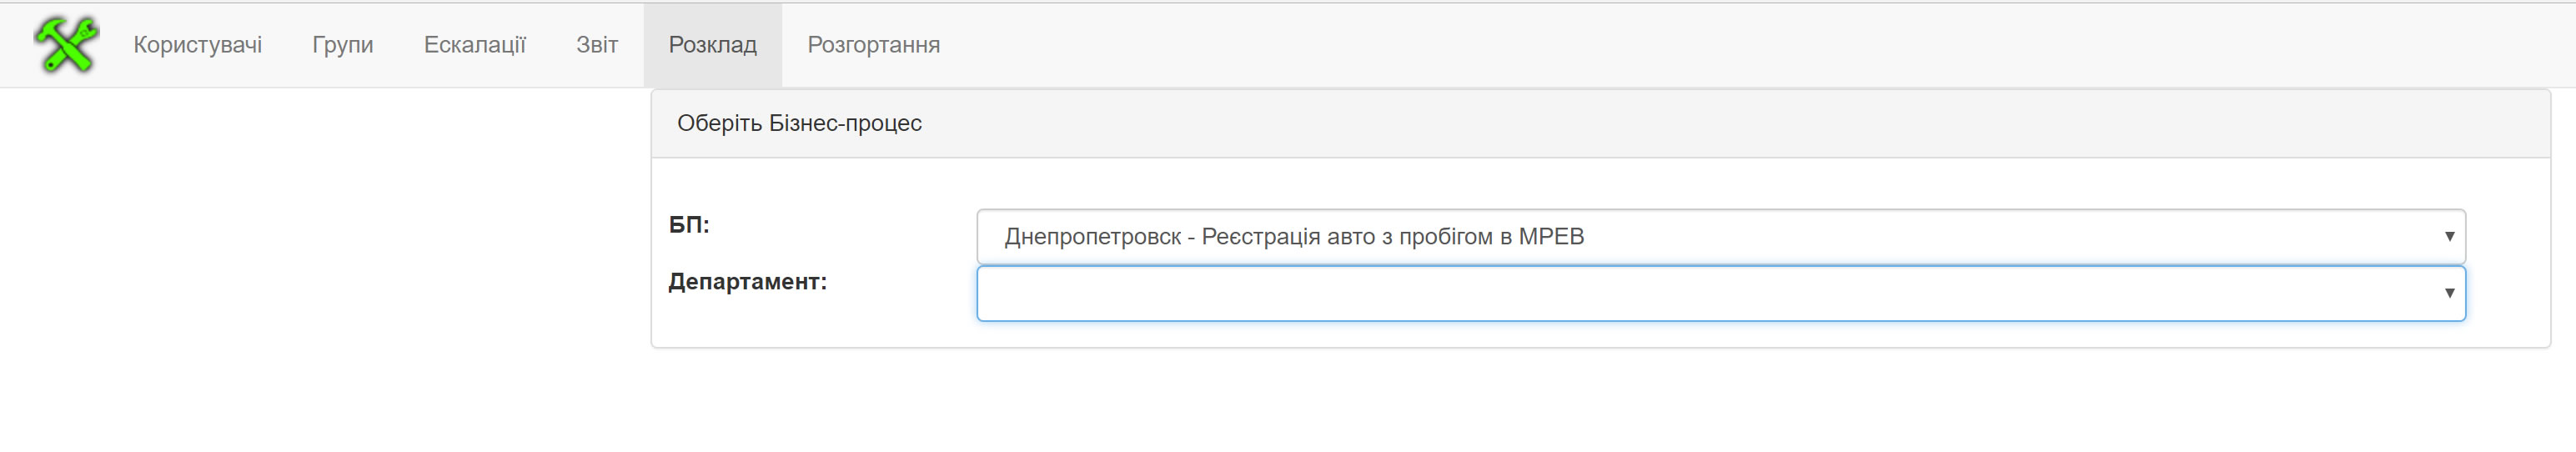 Користувачі Групи Ескалації Звіт Розклад Розгортання
Оберіть Бізнес-процес
БП: Днепропетровск - Реєстрація авто з пробігом в МРЕВ
Департамент: